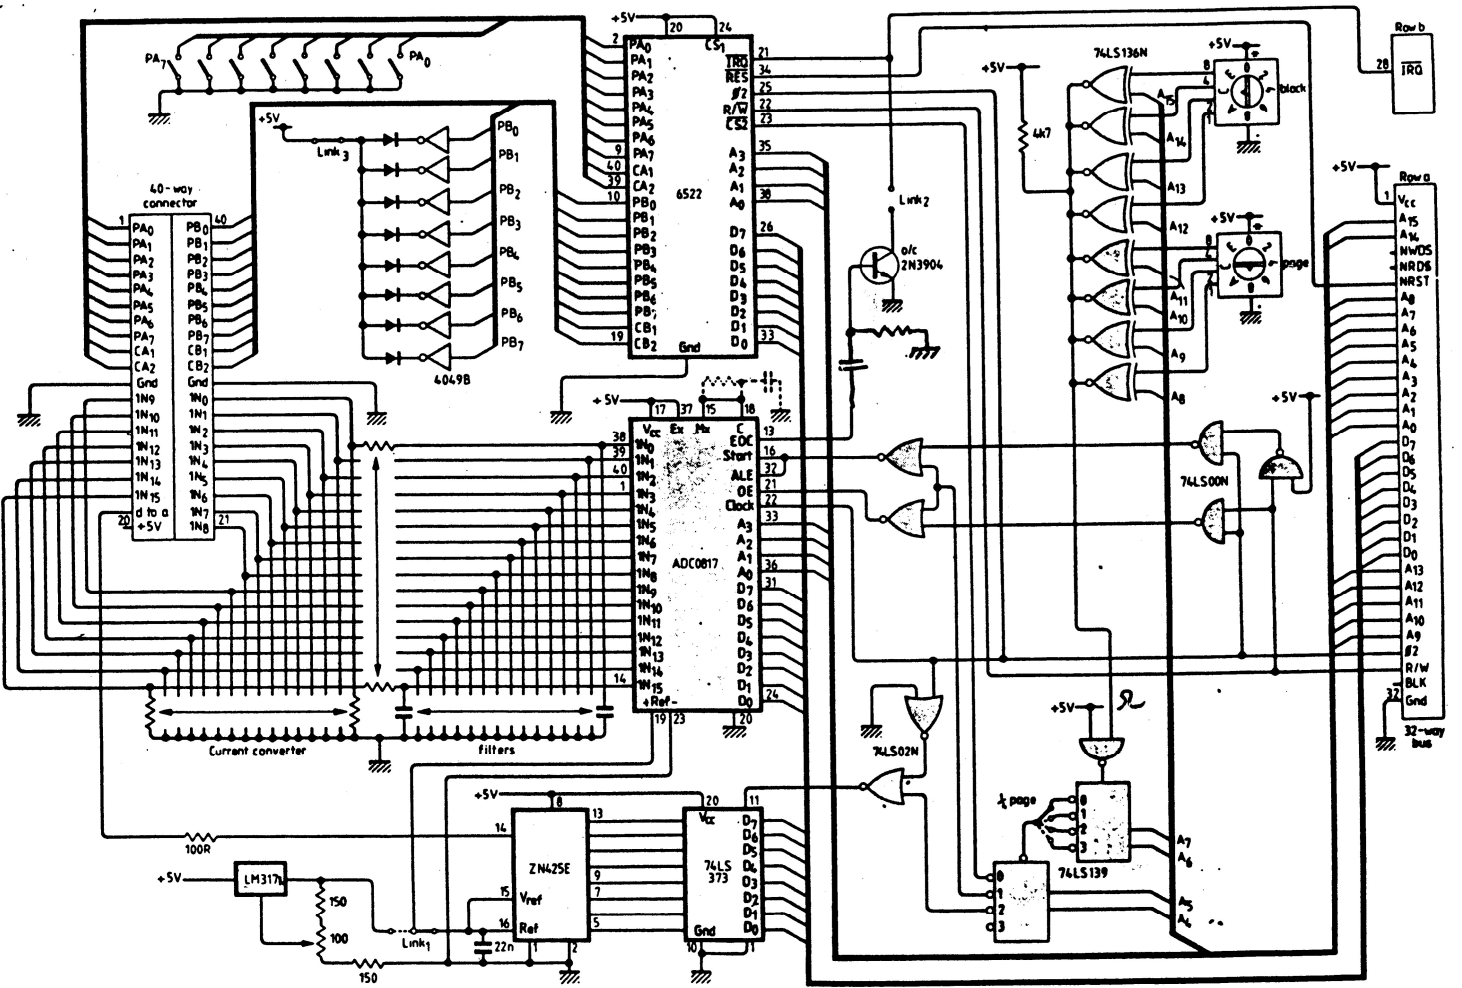 +5V
20
24
CS1
PA7
PA0
2
PA0
PA1
PA2
PA3
PA4
PA5
PA6
9
PA7
40
CA1
39
CA2
10
PB0
PB1
PB2
PB3
PB4
PB5
PB6
PB7
CB1
19
CB2
6522
Gnd
IRQ
21
RES
34
ø2
25
R/W
22
CS2
23
A3
35
A2
A1
A0
38
D7
26
D6
D5
D4
D3
D2
D1
D0
33
+5V
Link3
PB0
PB1
PB2
PB3
PB4
PB5
PB6
PB7
4049B
40-way
connector
1
40
PA0
PB0
PA1
PB1
PA2
PB2
PA3
PB3
PA4
PB4
PA5
PB5
PA6
PB6
PA7
PB7
CA1
CB1
CA2
CB2
Gnd
Gnd
IN9
IN0
IN10
IN1
IN11
IN2
IN12
IN3
IN13
IN4
IN14
IN5
IN15
IN6
d to a
IN7
20
+5V
IN8
21
Link2
o/c
2N3904
+5V
4k7
74LS136N
+5V
block
8
4
2
1
A15
A14
A13
A12
+5V
page
A11
A10
A9
A8
Row b
28
IRQ
+5V
Row a
1
Vcc
A15
A14
NWDS
NRDS
NRST
A8
A7
A6
A5
A4
A3
A2
A1
A0
D7
D6
D5
D4
D3
D2
D1
D0
A13
A12
A11
A10
A9
ø2
R/W
BLK
32
Gnd
32-way
bus
+5V
74LS00N
+5V
17
37
15
18
Vcc
Ex
Mx
C
38
IN0
39
IN1
40
IN2
1
IN3
IN4
IN5
IN6
IN7
IN8
IN9
IN10
IN11
IN12
IN13
IN14
14
IN15
ADC0817
EOC
13
Start
16
ALE
32
OE
21
Clock
22
A3
33
A2
A1
A0
36
D7
31
D6
D5
D4
D3
D2
D1
D0
24
+Ref-
19
23
20
Current converter
filters
74LS02N
+5V
¼ page
0
1
2
3
A7
A6
74LS139
0
1
2
3
A5
A4
+5V
8
14
13
ZN425E
9
7
15
Vref
16
Ref
5
1
2
20
11
Vcc
D7
D6
D5
D4
D3
D2
D1
D0
74LS
373
Gnd
10
1
100R
+5V
LM317L
150
100
150
Link1
22n